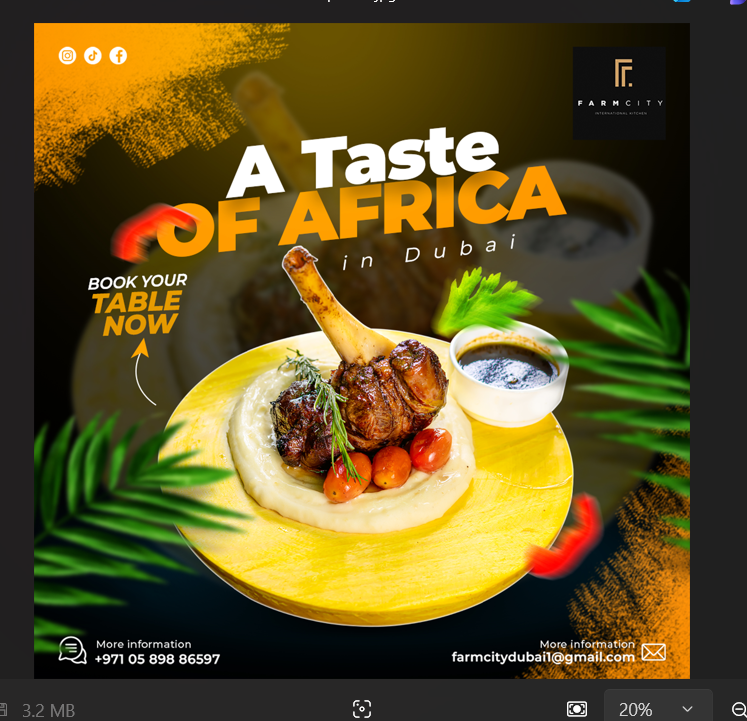 FARMCITY
INTERNATIONAL KITCHEN
A Taste
OF AFRICA
in Dubai
BOOK YOUR
TABLE
NOW
More information
+971 05 898 86597
More information
farmcitydubai1@gmail.com
3.2 MB
20%